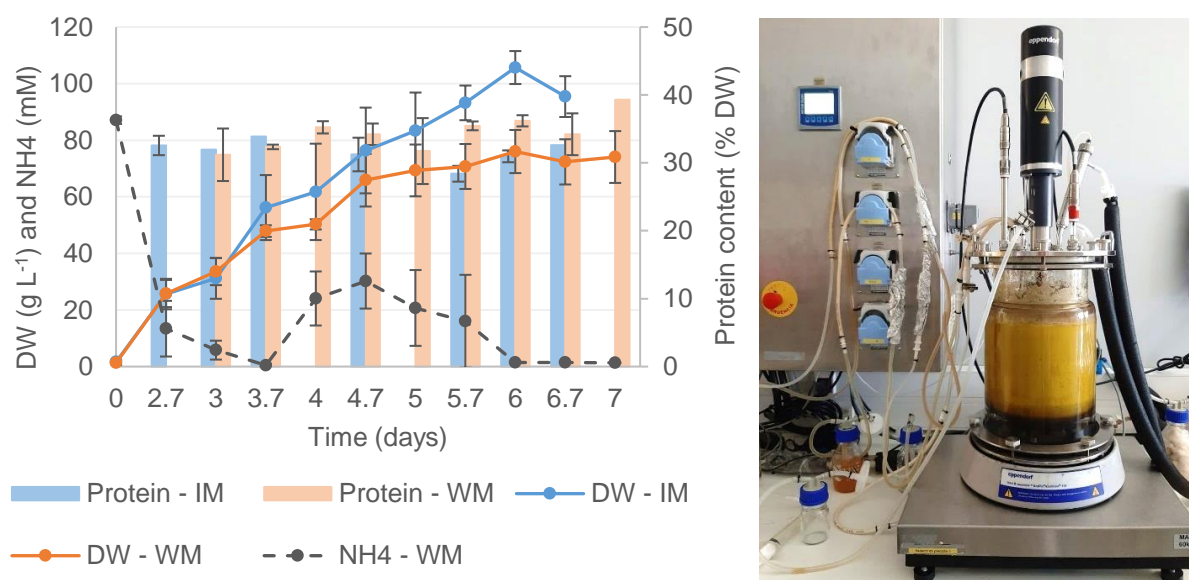 120
100
80
60
40
20
0
DW (g L-1) and NH4 (mM)
50
40
30
20
10
0
Protein content (% DW)
0 2.7 3 3.7 4 4.7 5 5.7 6 6.7 7
Time (days)
Protein - IM Protein - WM DW - IM
DW - WM NH4 - WM
eppendorf
eppendorf
MA
60k